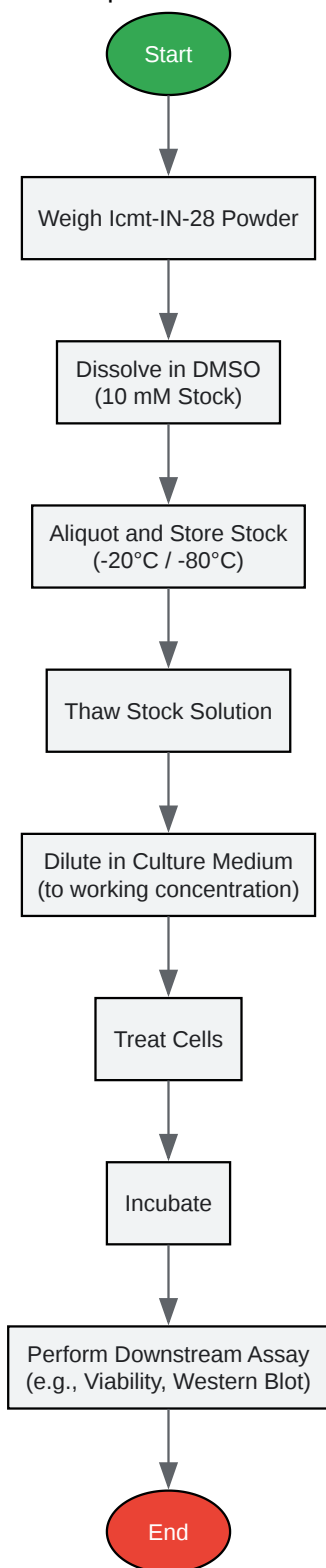 Start
Weigh Icmt-IN-28 Powder
Dissolve in DMSO
(10 mM Stock)
Aliquot and Store Stock
(-20°C / -80°C)
Thaw Stock Solution
Dilute in Culture Medium
(to working concentration)
Treat Cells
Incubate
Perform Downstream Assay
(e.g., Viability, Western Blot)
End